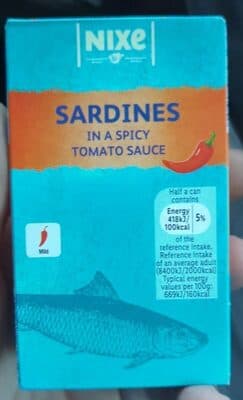 NIXE
SARDINES
IN A SPICY
TOMATO SAUCE
Mild
Half a can
contains
Energy
418kJ/
100kcal
5%
of the
reference intake.
Reference intake
of an average adult
(8400kJ/2000kcal)
Typical energy
values per 100g:
669kJ/160kcal